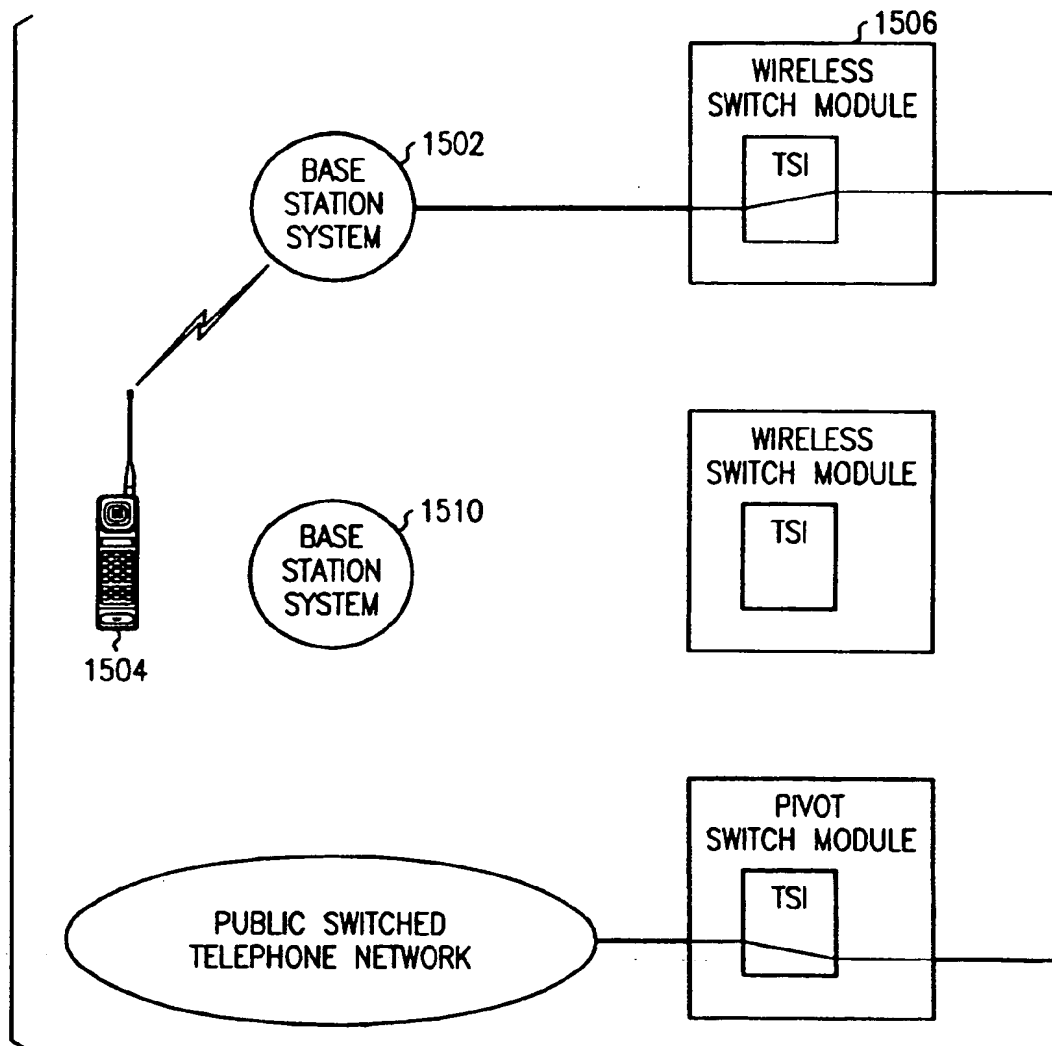 1506
WIRELESS
SWITCH MODULE
TSI
1502
BASE
STATION
SYSTEM
WIRELESS
SWITCH MODULE
TSI
1510
BASE
STATION
SYSTEM
1504
PIVOT
SWITCH MODULE
TSI
PUBLIC SWITCHED
TELEPHONE NETWORK